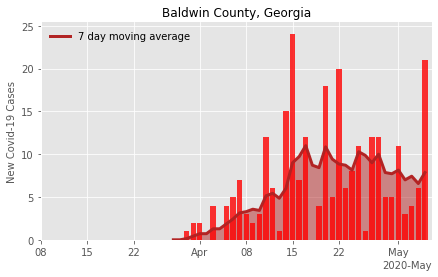 Baldwin County, Georgia
7 day moving average
New Covid-19 Cases
25
20
15
10
5
0
08 15 22 Apr 08 15 22 May
2020-May